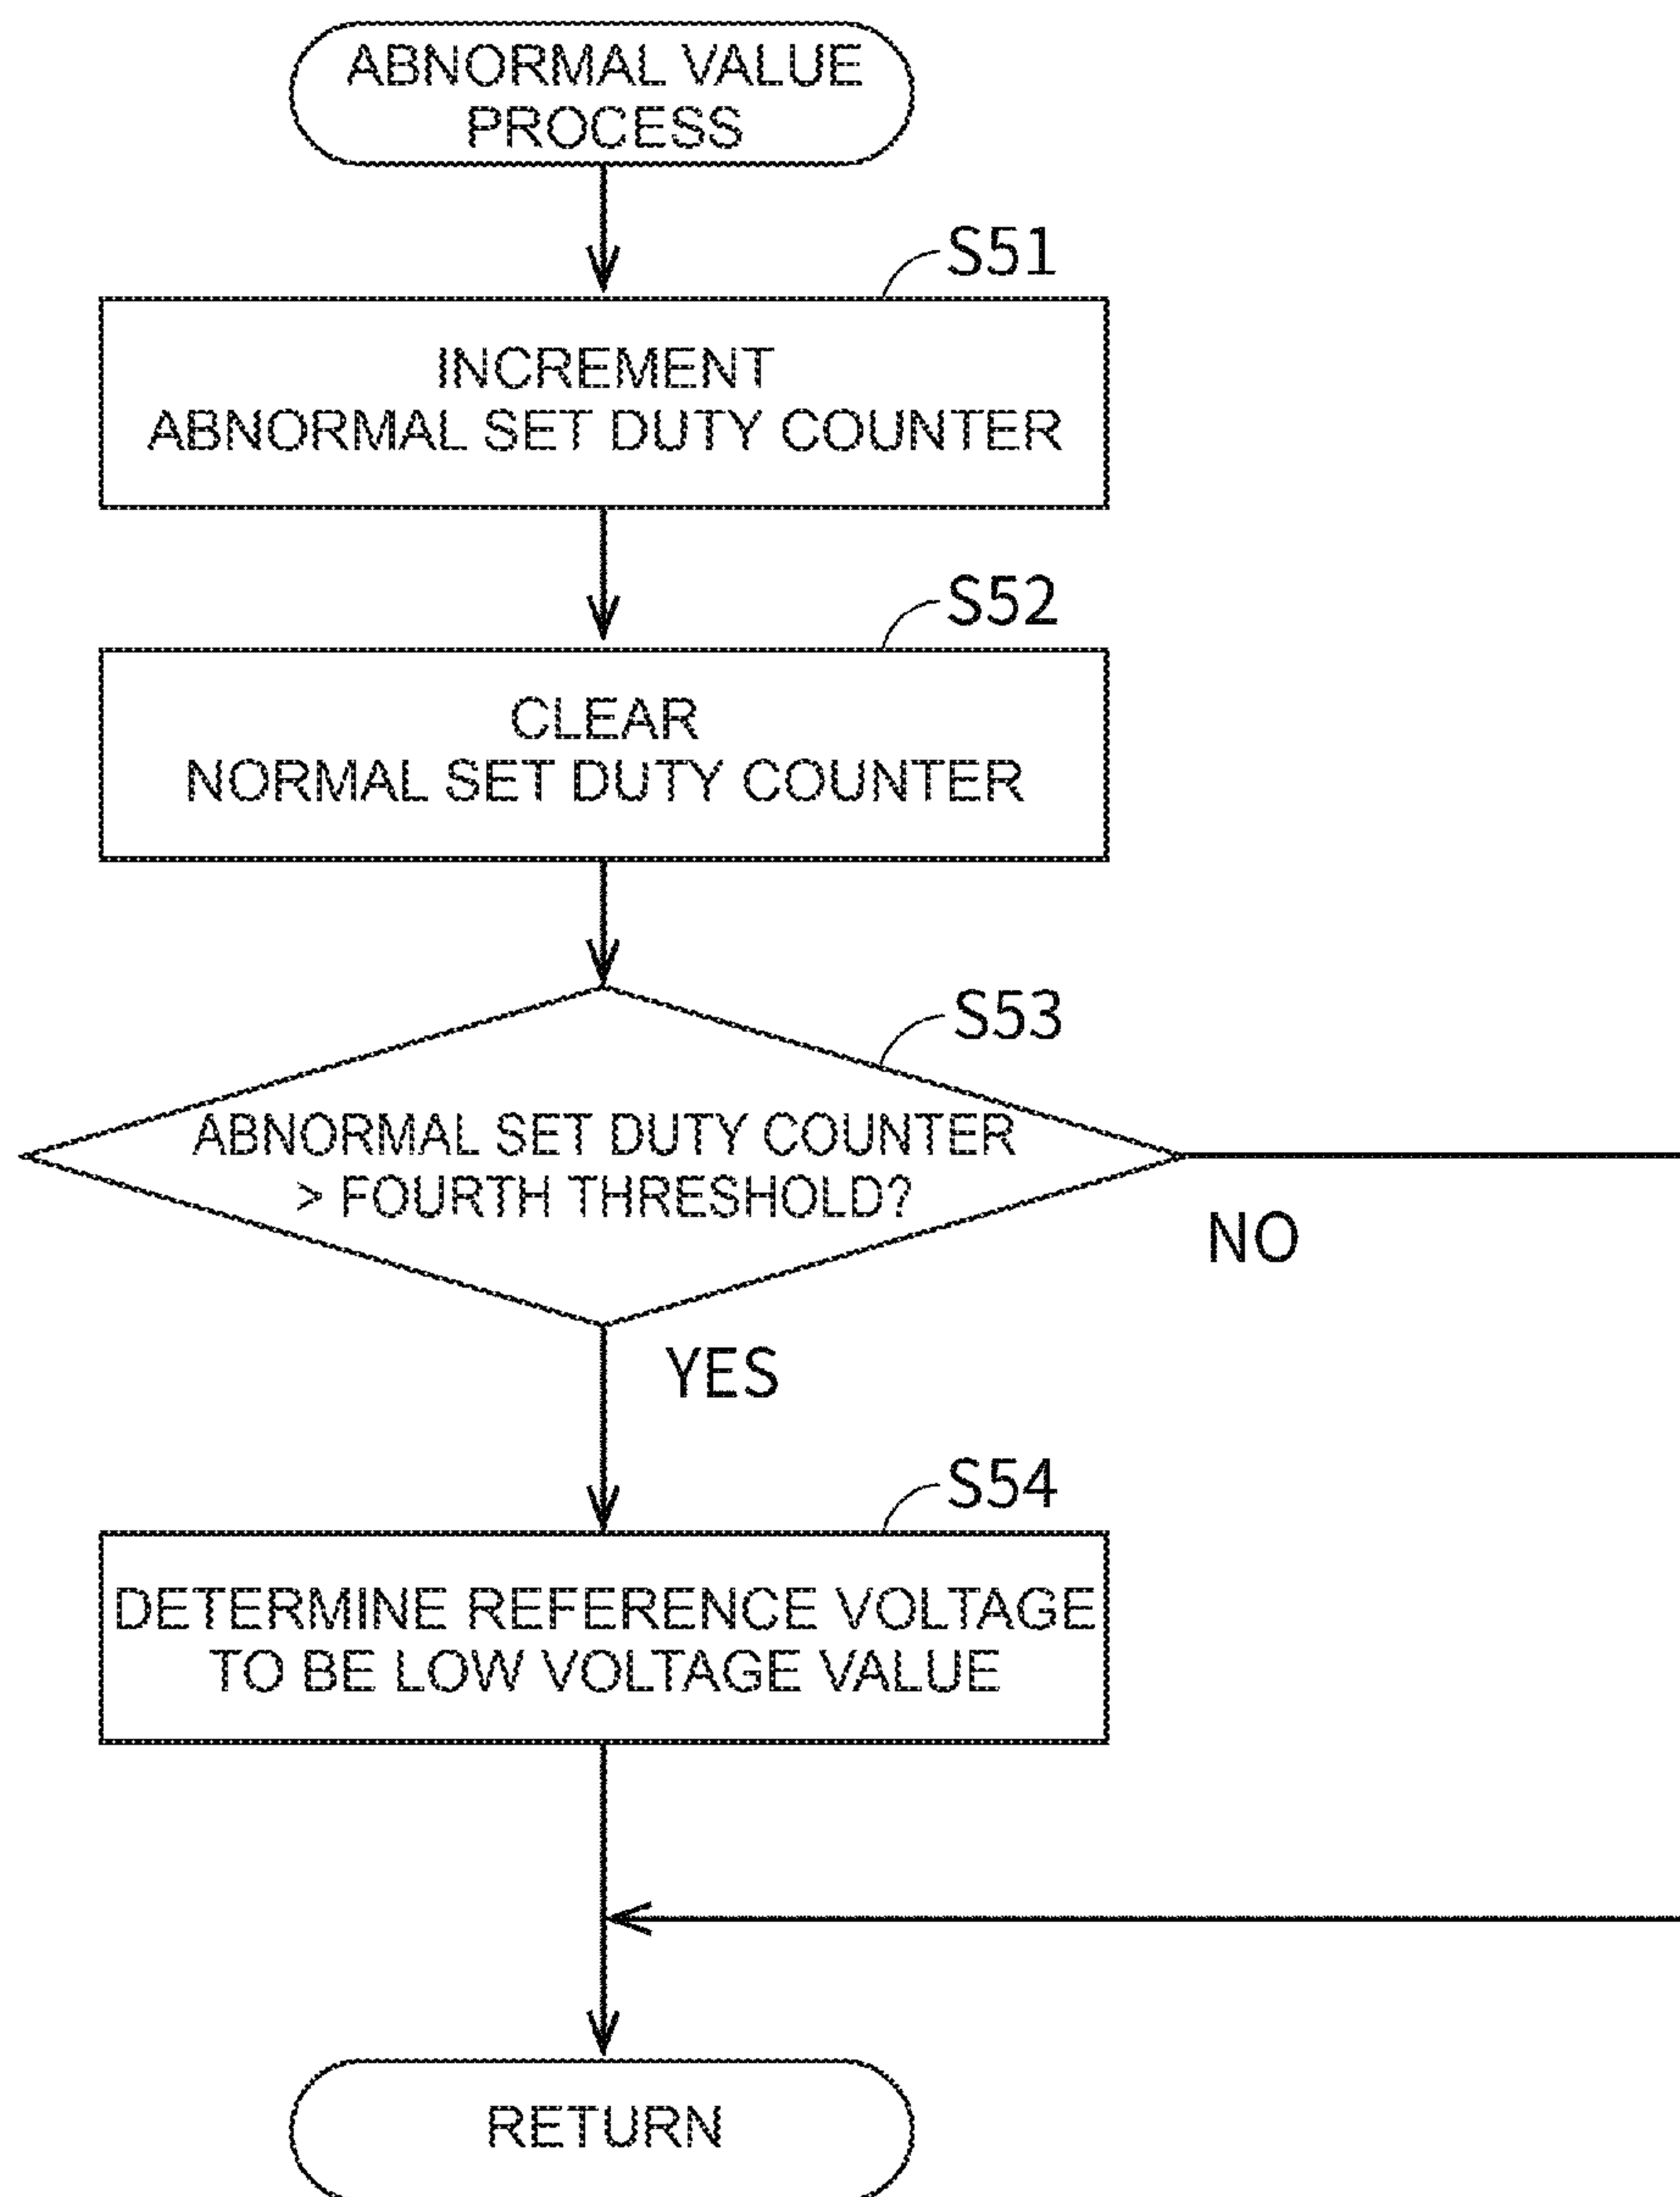 ABNORMAL VALUE
PROCESS
S51
INCREMENT
ABNORMAL SET DUTY COUNTER
S52
CLEAR
NORMAL SET DUTY COUNTER
S53
ABNORMAL SET DUTY COUNTER
> FOURTH THRESHOLD?
NO
YES
S54
DETERMINE REFERENCE VOLTAGE
TO BE LOW VOLTAGE VALUE
RETURN